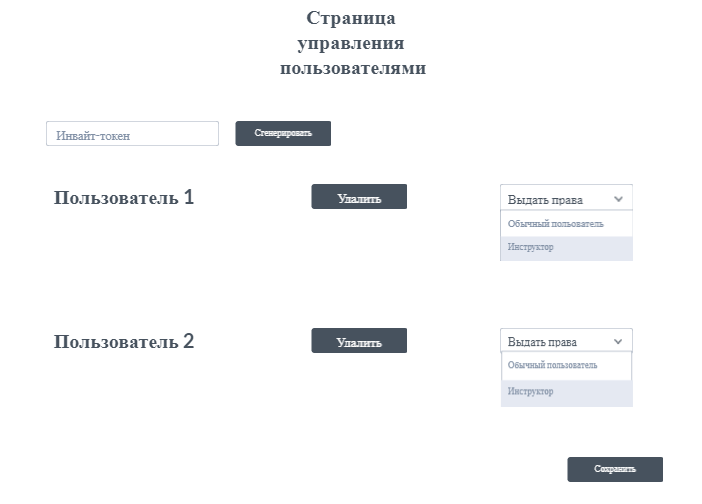 Страница
управления
пользователями
Инвайт-токен
Сгенерировать
Пользователь 1
Удалить
Выдать права
Обычный польователь
Инструктор
Пользователь 2
Удалить
Выдать права
Обычный пользователь
Инструктор
Сохранить